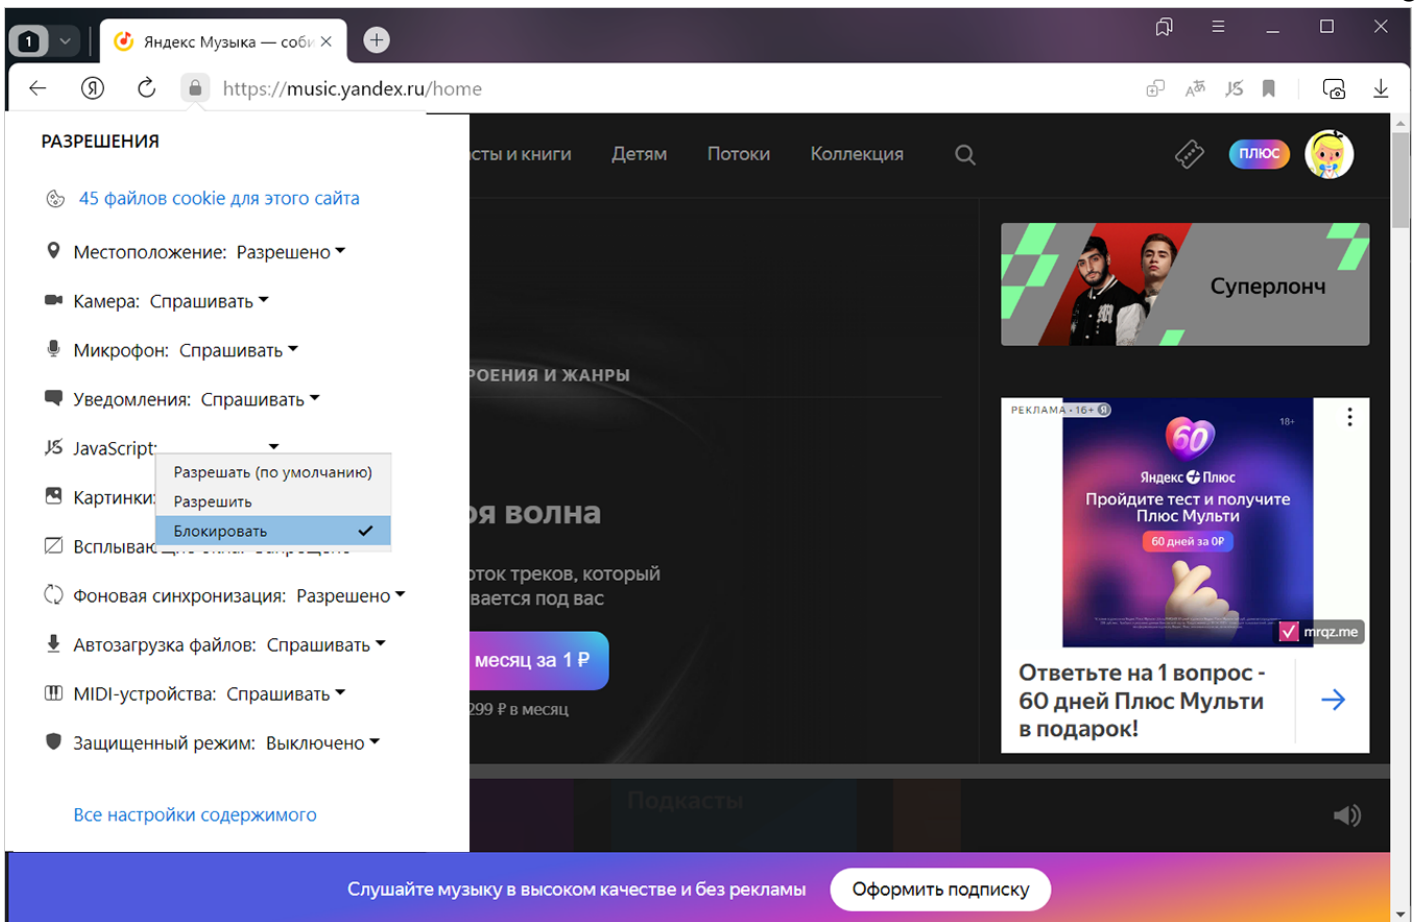 1
Яндекс Музыка — соби
https://music.yandex.ru/home
РАЗРЕШЕНИЯ
45 файлов cookie для этого сайта
Местоположение: Разрешено
Камера: Спрашивать
Микрофон: Спрашивать
Уведомления: Спрашивать
JavaScript:
Разрешать (по умолчанию)
Картинки:
Разрешить
Блокировать
Всплывающие
Фоновая синхронизация: Разрешено
Автозагрузка файлов: Спрашивать
MIDI-устройства: Спрашивать
Защищенный режим: Выключено
Все настройки содержимого
асты и книги Детям Потоки Коллекция
плюс
РОЕНИЯ И ЖАНРЫ
оя волна
оток треков, который
вается под вас
месяц за 1 ₽
299 ₽ в месяц
Подкасты
Суперлонч
РЕКЛАМА • 16+ Я
18+
60
Яндекс Плюс
Пройдите тест и получите
Плюс Мульти
60 дней за 0₽
mrqz.me
Ответьте на 1 вопрос -
60 дней Плюс Мульти
в подарок!
Слушайте музыку в высоком качестве и без рекламы
Оформить подписку